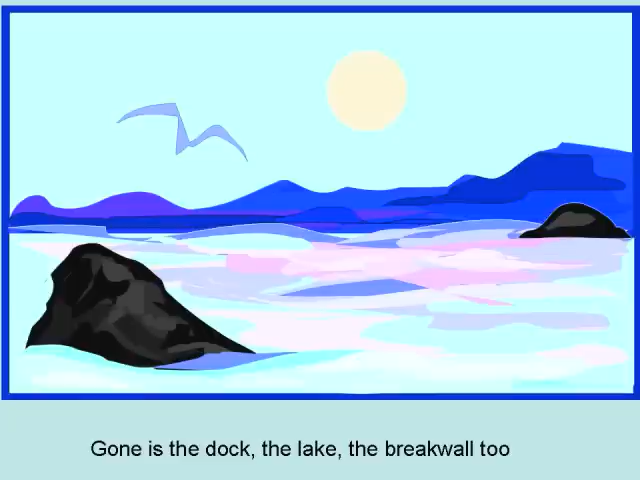 Gone is the dock, the lake, the breakwall too